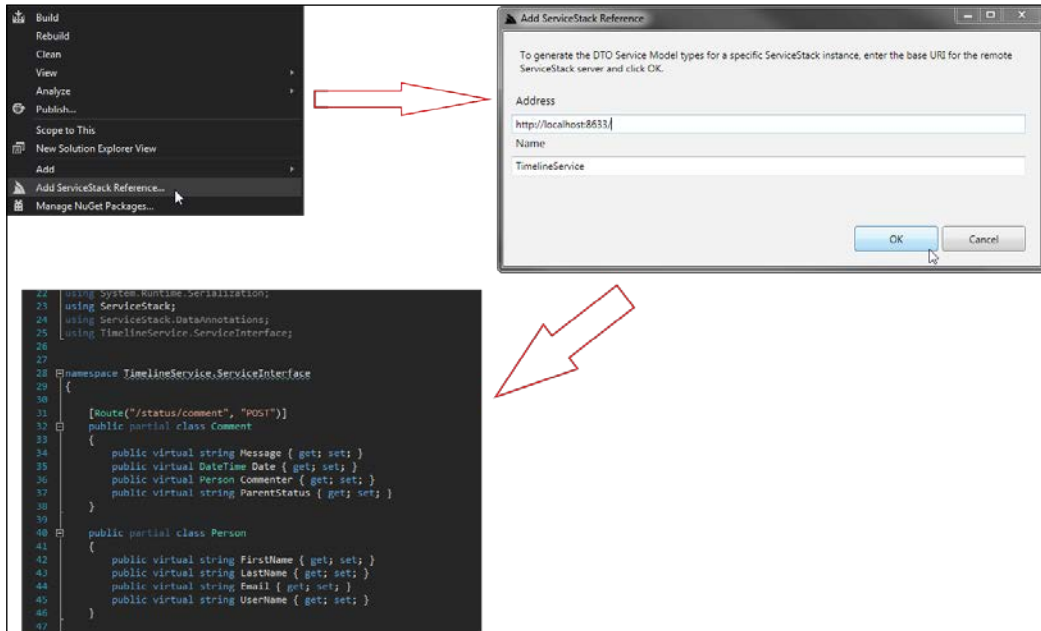 Build
Rebuild
Clean
View
Analyze
Publish...
Scope to This
New Solution Explorer View
Add
Add ServiceStack Reference...
Manage NuGet Packages...
Add ServiceStack Reference
To generate the DTO Service Model types for a specific ServiceStack instance, enter the base URI for the remote
ServiceStack server and click OK.
Address
http://localhost:8633/
Name
TimelineService
OK
Cancel
22 using System.Runtime.Serialization;
23 using ServiceStack;
24 using ServiceStack.DataAnnotations;
25 using TimelineService.ServiceInterface;
26
27
28 namespace TimelineService.ServiceInterface
29 {
30
31 [Route("/status/comment", "POST")]
32 public partial class Comment
33 {
34 public virtual string Message { get; set; }
35 public virtual DateTime Date { get; set; }
36 public virtual Person Commenter { get; set; }
37 public virtual string ParentStatus { get; set; }
38 }
39
40 public partial class Person
41 {
42 public virtual string FirstName { get; set; }
43 public virtual string LastName { get; set; }
44 public virtual string Email { get; set; }
45 public virtual string UserName { get; set; }
46 }
47